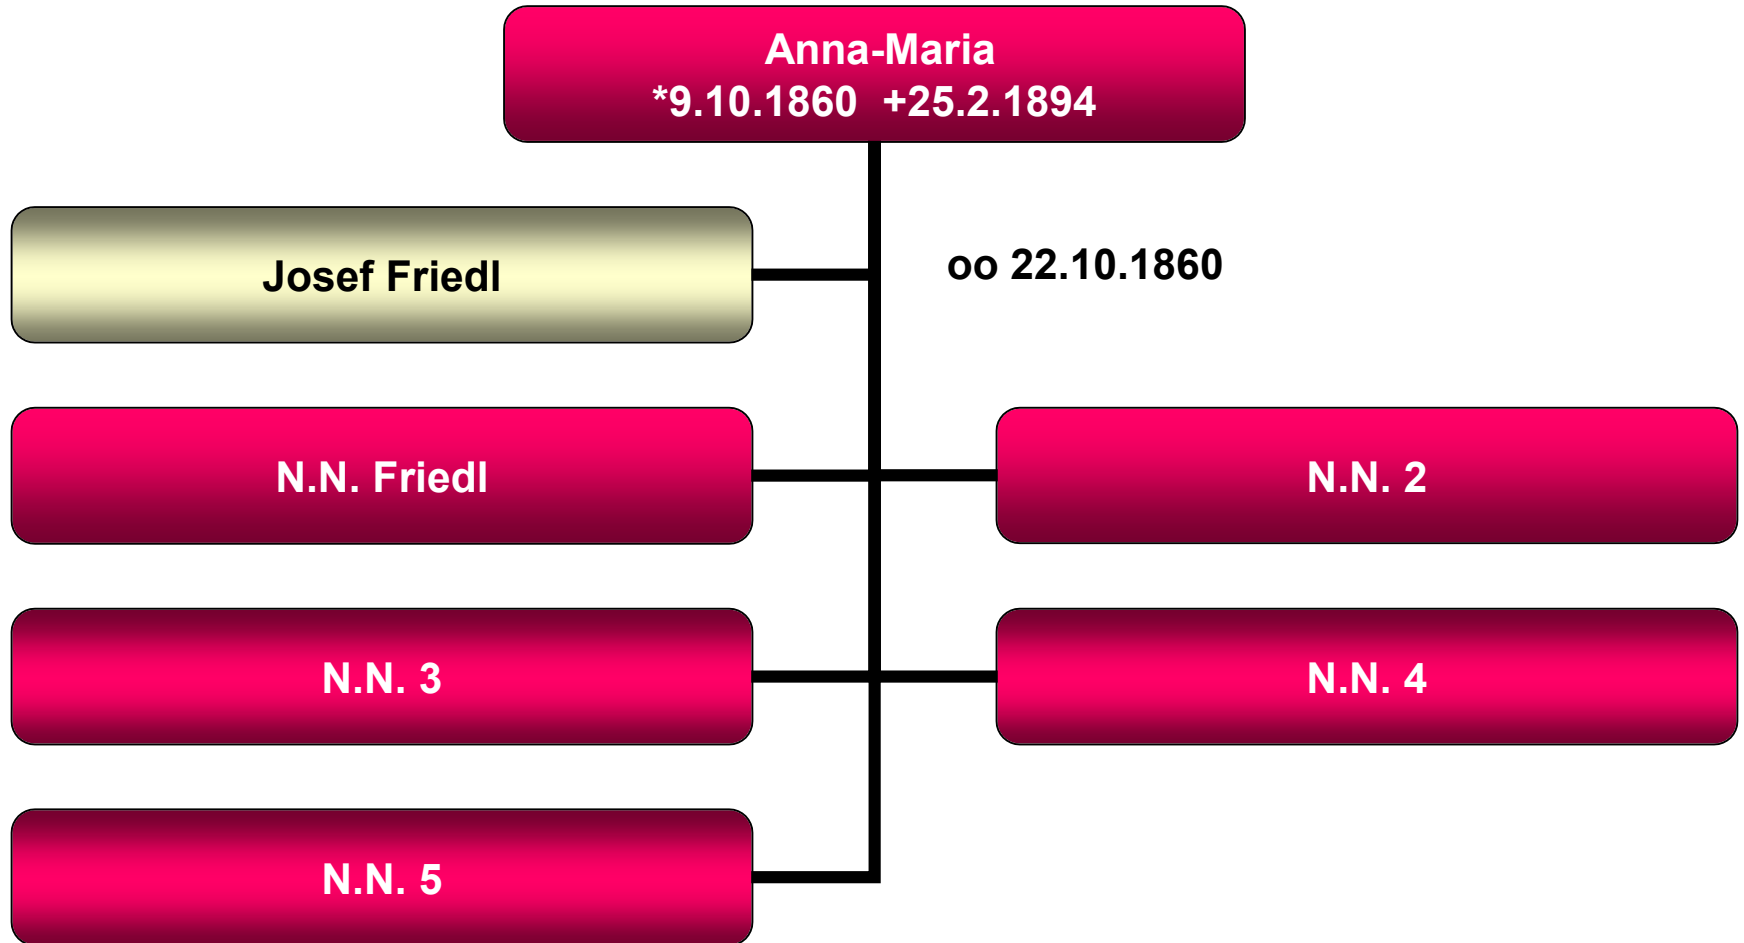 Anna-Maria
*9.10.1860 +25.2.1894
Josef Friedl
oo 22.10.1860
N.N. Friedl
N.N. 2
N.N. 3
N.N. 4
N.N. 5